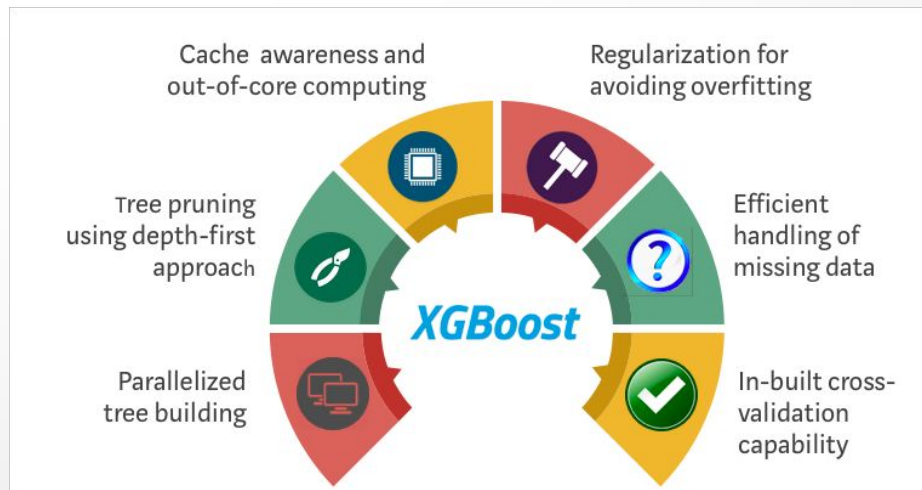 Cache awareness and
out-of-core computing
Regularization for
avoiding overfitting
Tree pruning
using depth-first
approach
Efficient
handling of
missing data
?
XGBoost
Parallelized
tree building
In-built cross-
validation
capability